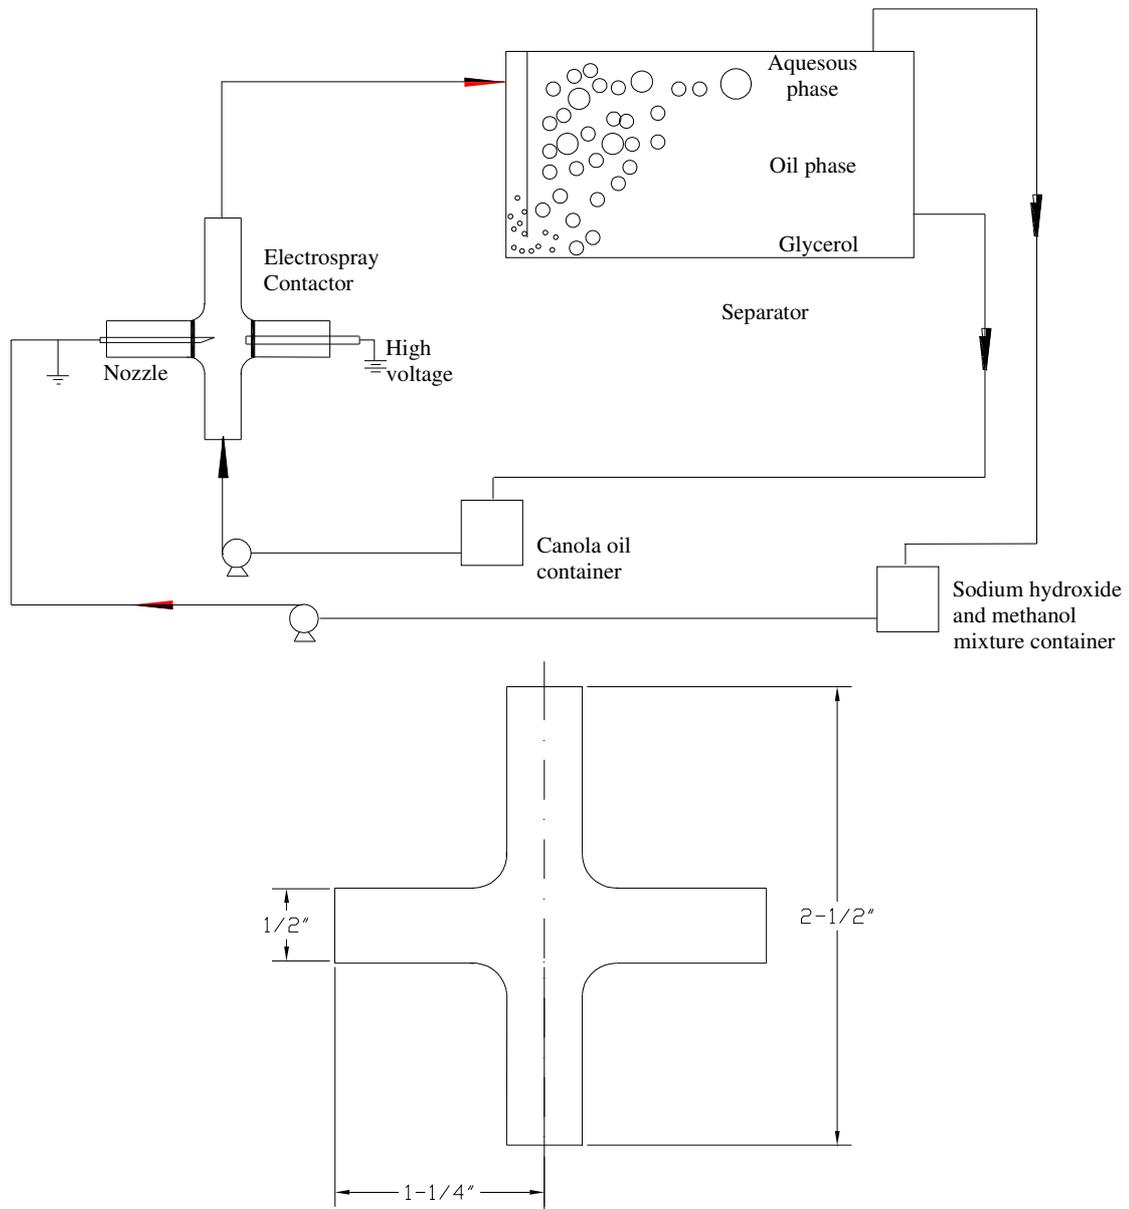 Aquesous
phase
Oil phase
Glycerol
Electrospray
Contactor
Separator
High
voltage
Nozzle
Canola oil
container
Sodium hydroxide
and methanol
mixture container
1/2"
2-1/2"
1-1/4"